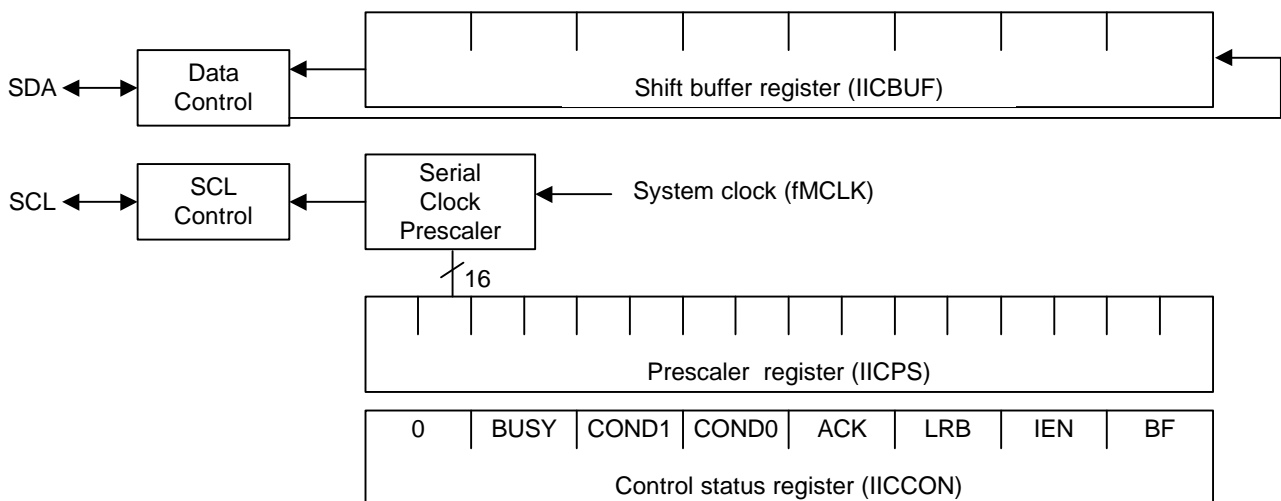 SDA
Data
Control
Shift buffer register (IICBUF)
SCL
SCL
Control
Serial
Clock
Prescaler
System clock (fMCLK)
16
Prescaler register (IICPS)
0 BUSY COND1 COND0 ACK LRB IEN BF
Control status register (IICCON)